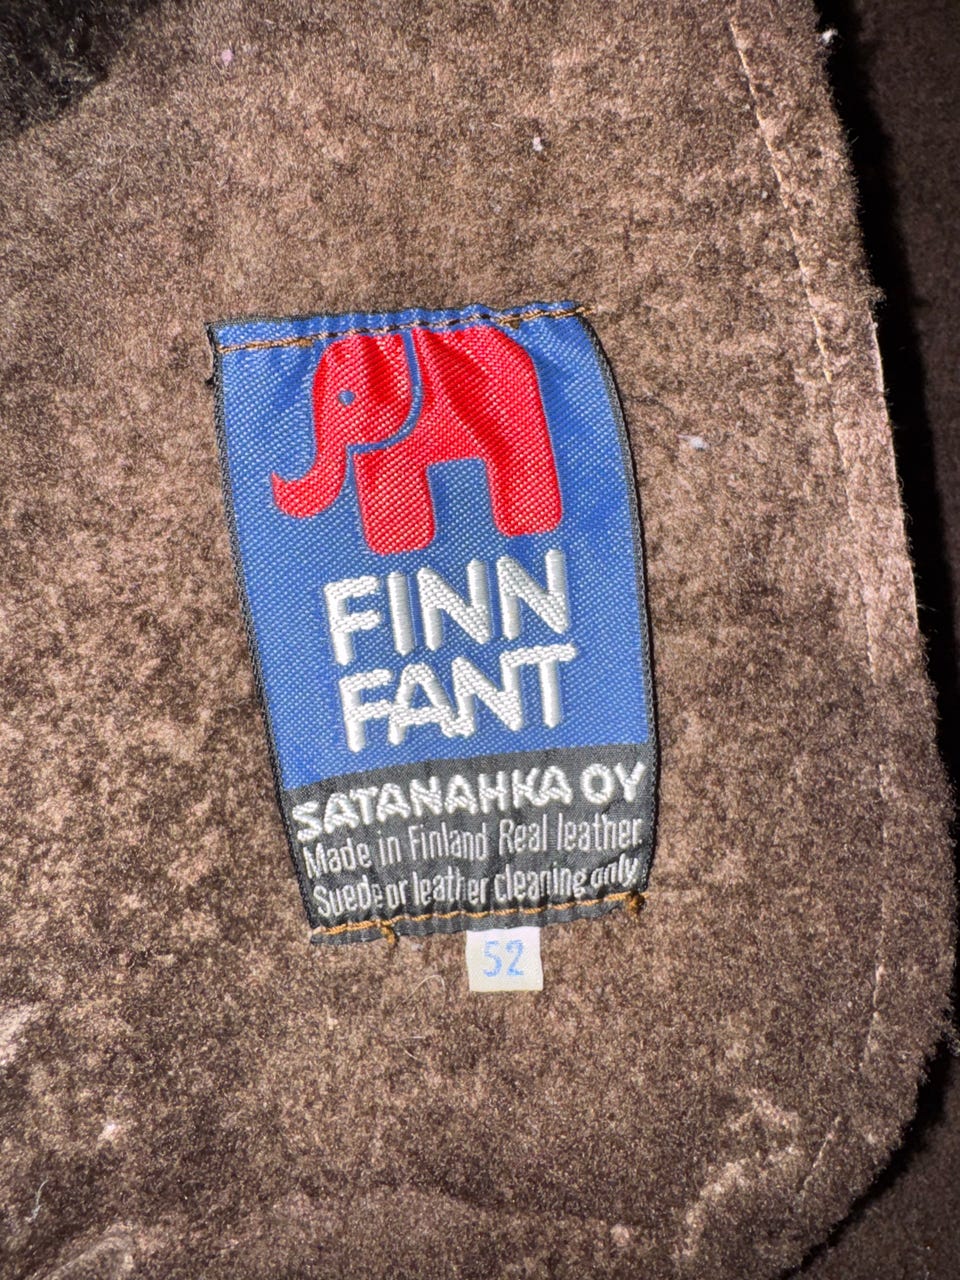 FINN
FANT
SATANAHKA OY
Made in Finland Real leather
Suede or leather cleaning only
52